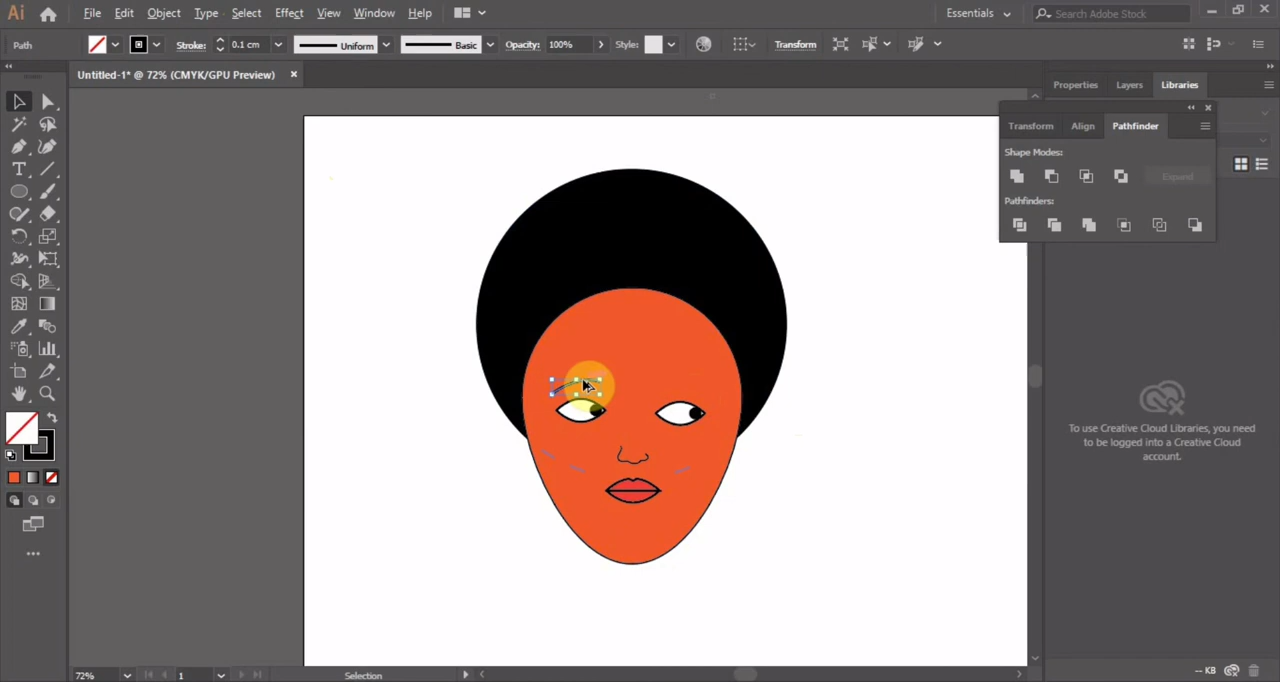 Ai File Edit Object Type Select Effect View Window Help Essentials Search Adobe Stock
Path Stroke: 0.1 cm Uniform Basic Opacity: 100% Style: Transform
Untitled-1* @ 72% (CMYK/GPU Preview)
Properties Layers Libraries
Transform Align Pathfinder
Shape Modes:
Expand
Pathfinders:
To use Creative Cloud Libraries, you need
to be logged into a Creative Cloud
account.
72% 1 Selection -- KB